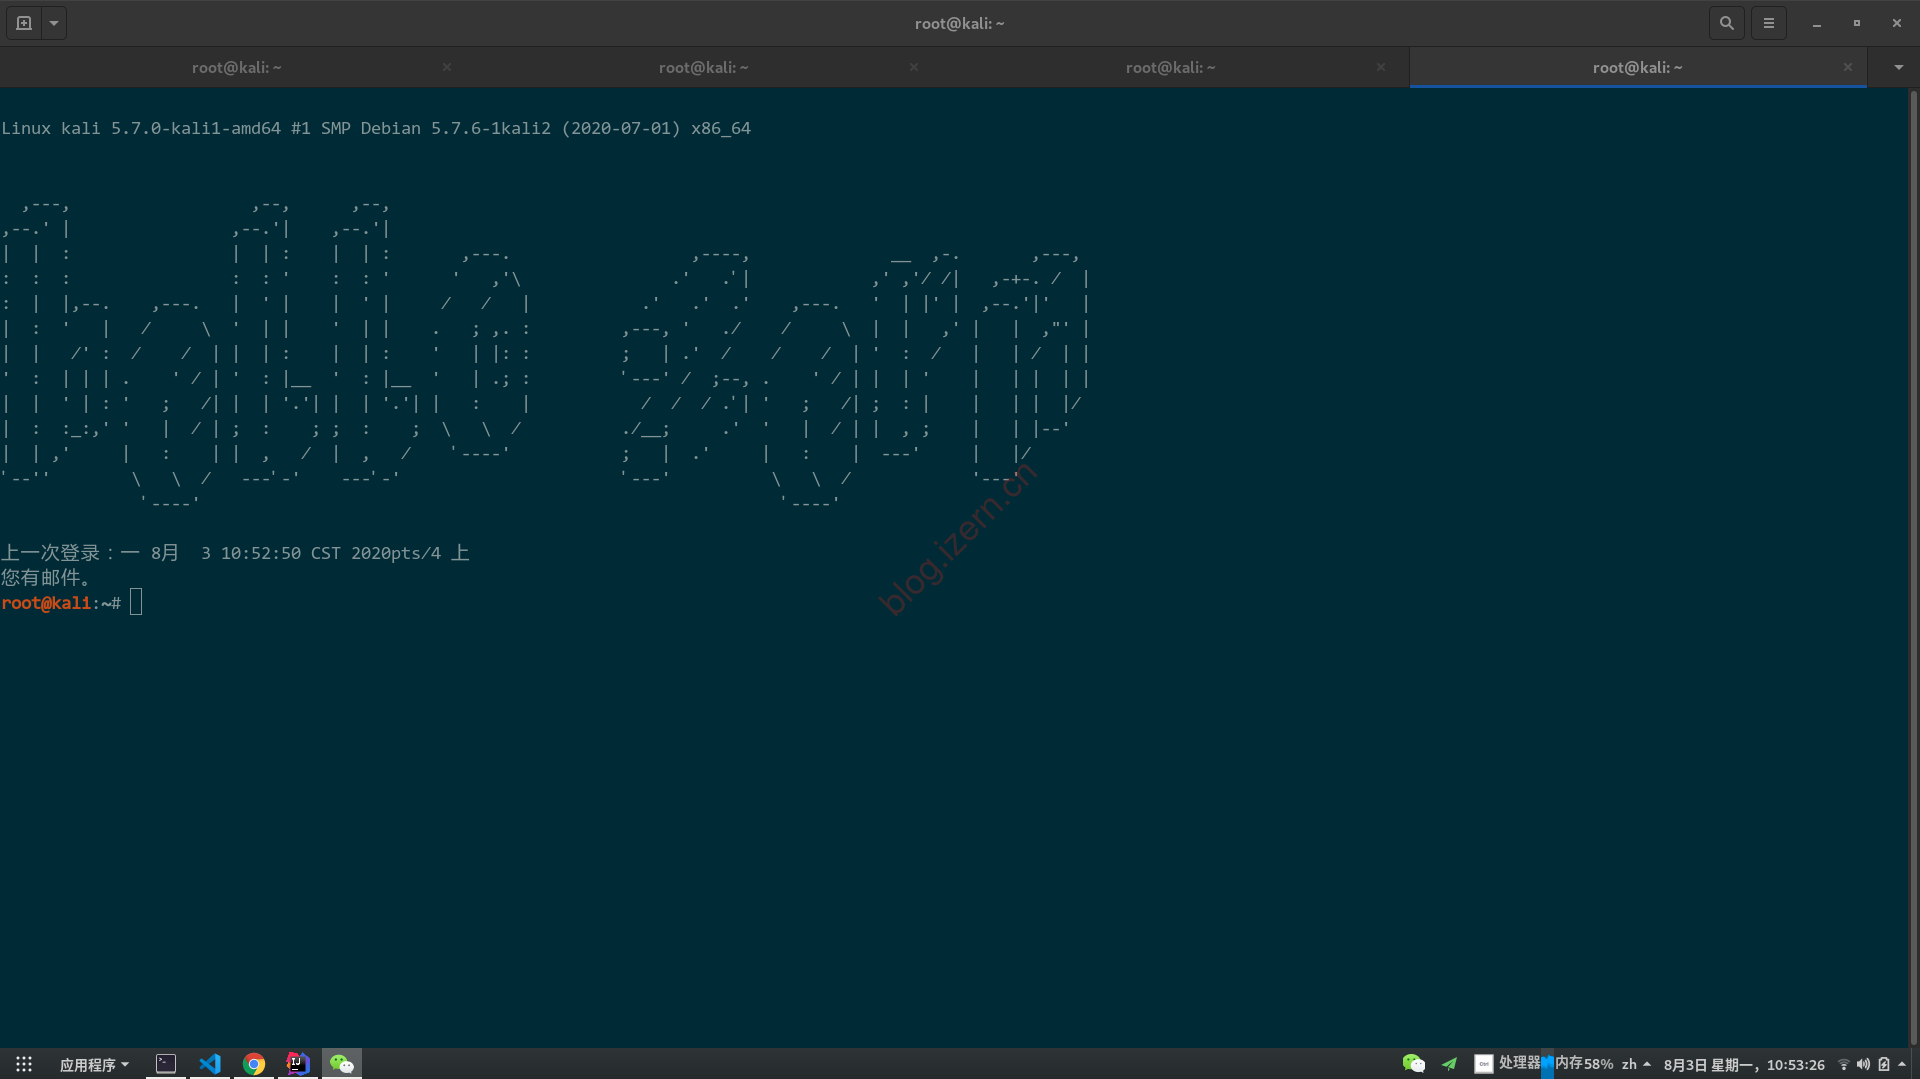 root@kali: ~
root@kali: ~
root@kali: ~
root@kali: ~
root@kali: ~
Linux kali 5.7.0-kali1-amd64 #1 SMP Debian 5.7.6-1kali2 (2020-07-01) x86_64
hello zern
上一次登录：一 8月  3 10:52:50 CST 2020pts/4 上
您有邮件。
root@kali:~#
blog.izern.cn
应用程序
处理器 内存58% zh 8月3日 星期一，10:53:26